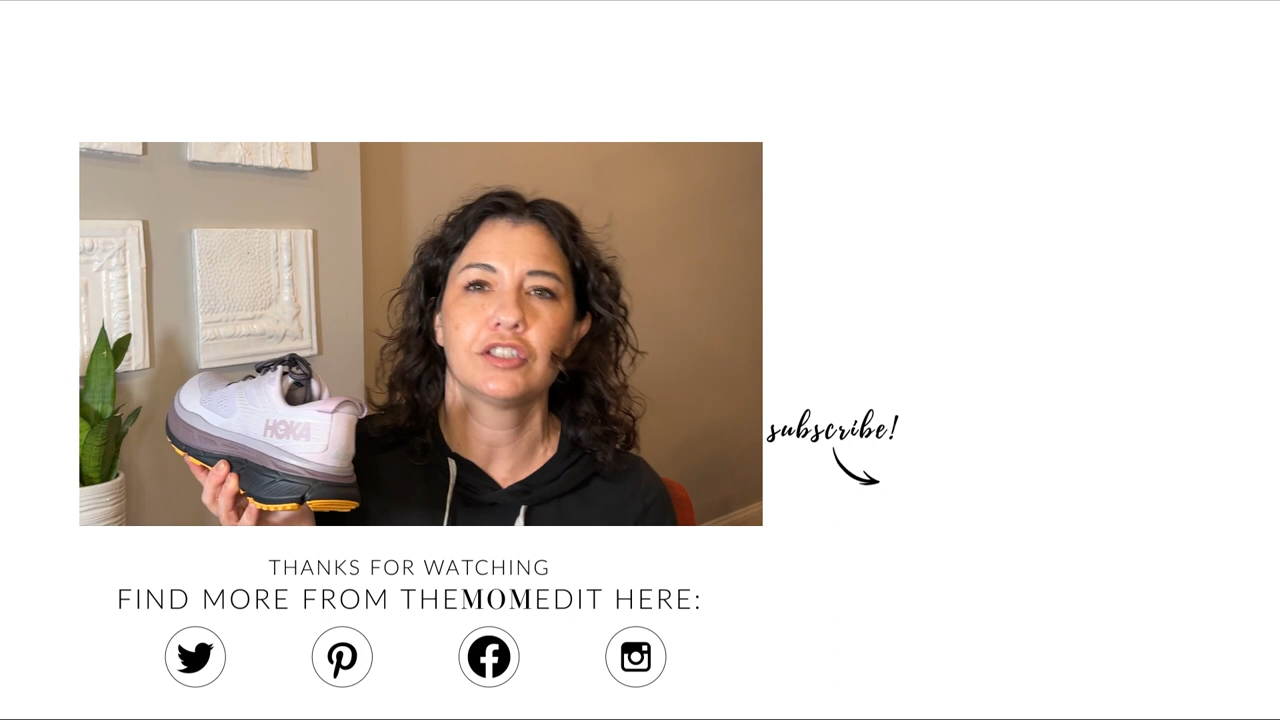 HOKA
subscribe!
THANKS FOR WATCHING
FIND MORE FROM THEMOMEDIT HERE: